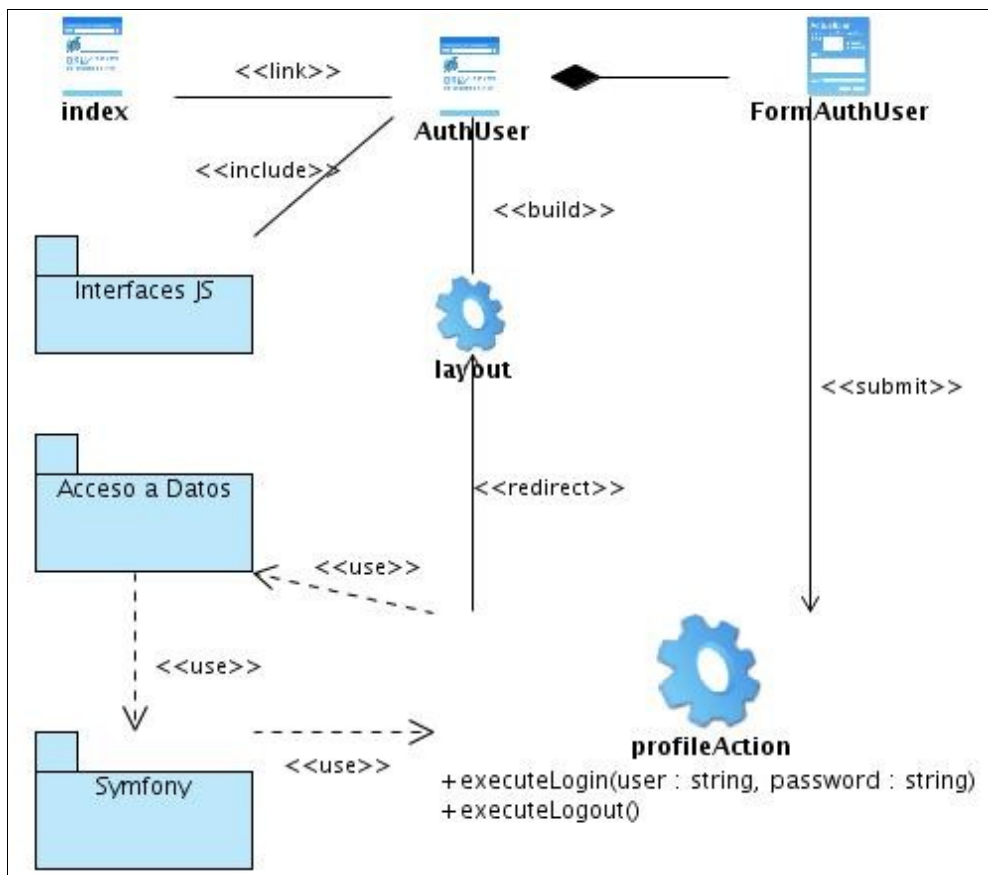 <<link>>
index
AuthUser
FormAuthUser
<<include>>
<<build>>
Interfaces JS
layout
<<submit>>
Acceso a Datos
<<redirect>>
<<use>>
<<use>>
<<use>>
Symfony
profileAction
+executeLogin(user : string, password : string)
+executeLogout()